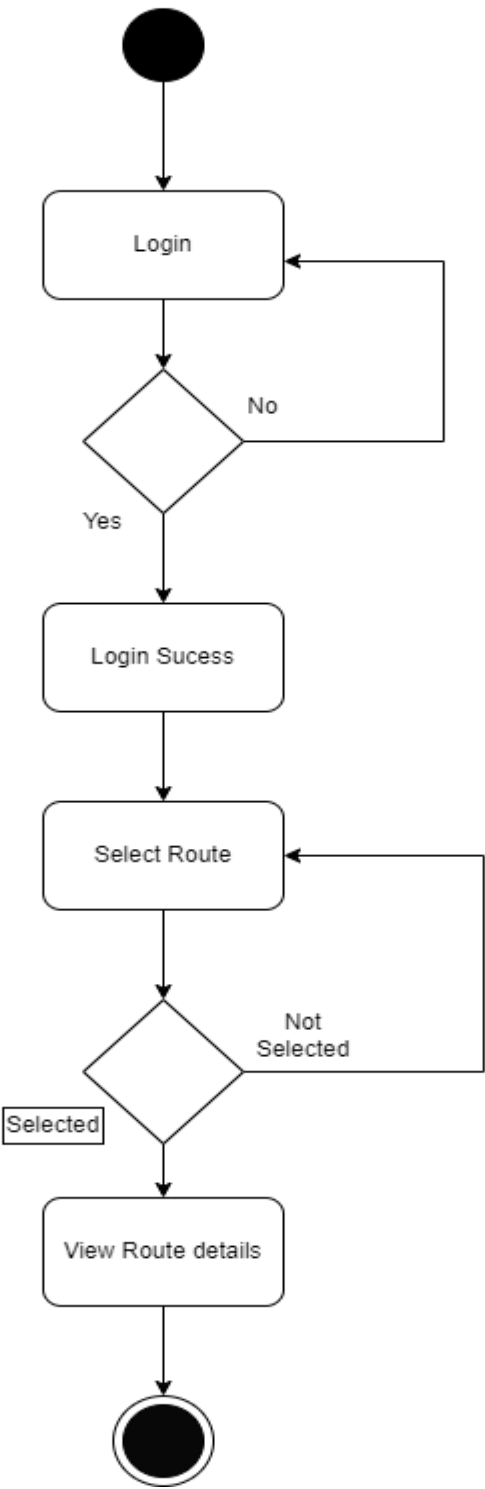 Login
No
Yes
Login Sucess
Select Route
Not
Selected
Selected
View Route details